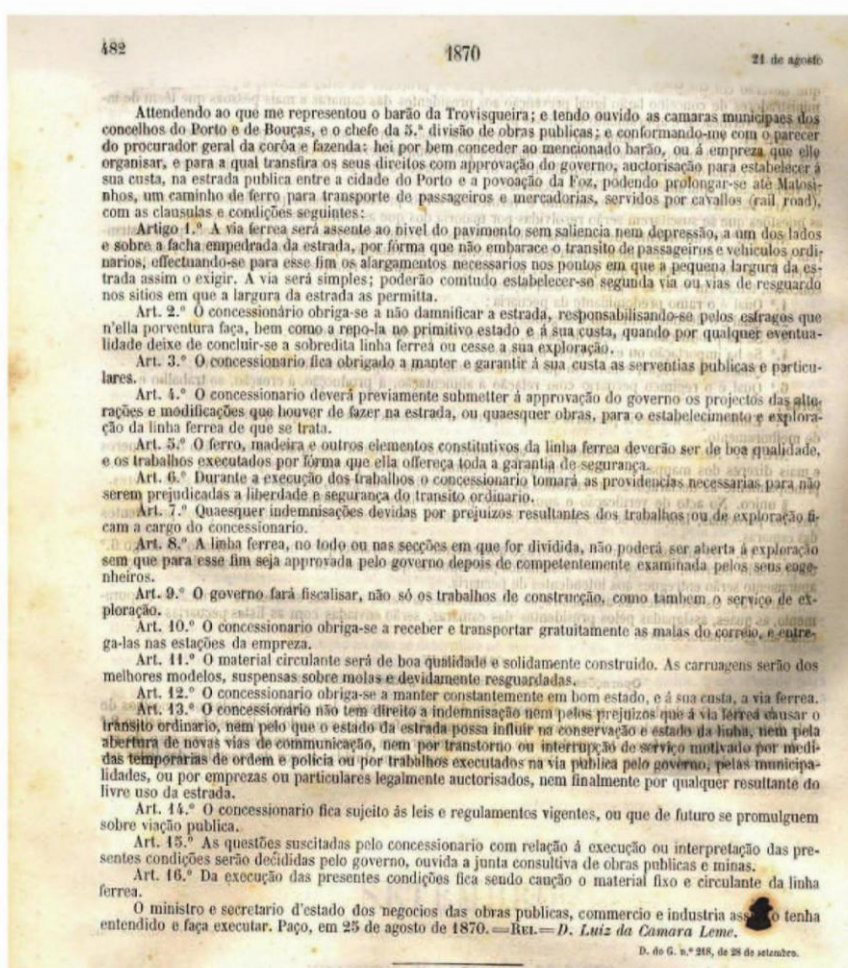 482
1870
21 de agosto
Attendendo ao que me representou o barão da Trovisqueira; e tendo ouvido as camaras municipaes dos
concelhos do Porto e de Bouças, e o chefe da 5.ª divisão de obras publicas; e conformando-me com o parecer
do procurador geral da corôa e fazenda: hei por bem conceder ao mencionado barão, ou á empreza que elle
organisar, e para a qual transfira os seus direitos com approvação do governo, auctorisação para estabelecer á
sua custa, na estrada publica entre a cidade do Porto e a povoação da Foz, podendo prolongar-se até Matosi-
nhos, um caminho de ferro para transporte de passageiros e mercadorias, servidos por cavallos (rail road),
com as clausulas e condições seguintes:
Artigo 1.º A via ferrea será assente ao nivel do pavimento sem saliencia nem depressão, a um dos lados
e sobre a facha empedrada da estrada, por fórma que não embarace o transito de passageiros e vehiculos ordi-
narios, effectuando-se para esse fim os alargamentos necessarios nos pontos em que a pequena largura da es-
trada assim o exigir. A via será simples; poderão comtudo estabelecer-se segunda via ou vias de resguardo
nos sitios em que a largura da estrada as permitta.
Art. 2.º O concessionário obriga-se a não damnificar a estrada, responsabilisando-se pelos estragos que
n'ella porventura faça, bem como a repo-la no primitivo estado e á sua custa, quando por qualquer eventua-
lidade deixe de concluir-se a sobredita linha ferrea ou cesse a sua exploração.
Art. 3.º O concessionario fica obrigado a manter e garantir á sua custa as serventias publicas e particu-
lares.
Art. 4.º O concessionario deverá previamente submetter á approvação do governo os projectos das alte-
rações e modificações que houver de fazer na estrada, ou quaesquer obras, para o estabelecimento e explora-
ção da linha ferrea de que se trata.
Art. 5.º O ferro, madeira e outros elementos constitutivos da linha ferrea deverão ser de boa qualidade,
e os trabalhos executados por fórma que ella offereça toda a garantia de segurança.
Art. 6.º Durante a execução dos trabalhos o concessionario tomará as providencias necessarias para não
serem prejudicadas a liberdade e segurança do transito ordinario.
Art. 7.º Quaesquer indemnisações devidas por prejuizos resultantes dos trabalhos ou de exploração fi-
cam a cargo do concessionario.
Art. 8.º A linha ferrea, no todo ou nas secções em que for dividida, não poderá ser aberta á exploração
sem que para esse fim seja approvada pelo governo depois de competentemente examinada pelos seus enge-
nheiros.
Art. 9.º O governo fará fiscalisar, não só os trabalhos de construcção, como tambem o serviço de ex-
ploração.
Art. 10.º O concessionario obriga-se a receber e transportar gratuitamente as malas do correio, e entre-
ga-las nas estações da empreza.
Art. 11.º O material circulante será de boa qualidade e solidamente construido. As carruagens serão dos
melhores modelos, suspensas sobre molas e devidamente resguardadas.
Art. 12.º O concessionario obriga-se a manter constantemente em bom estado, e á sua custa, a via ferrea.
Art. 13.º O concessionario não tem direito a indemnisação nem pelos prejuizos que á via ferrea causar o
transito ordinario, nem pelo que o estado da estrada possa influir na conservação e estado da linha, nem pela
abertura de novas vias de communicação, nem por transtorno ou interrupção de serviço motivado por medi-
das temporarias de ordem e policia ou por trabalhos executados na via publica pelo governo, pelas municipa-
lidades, ou por emprezas ou particulares legalmente auctorisados, nem finalmente por qualquer resultante do
livre uso da estrada.
Art. 14.º O concessionario fica sujeito ás leis e regulamentos vigentes, ou que de futuro se promulguem
sobre viação publica.
Art. 15.º As questões suscitadas pelo concessionario com relação á execução ou interpretação das pre-
sentes condições serão decididas pelo governo, ouvida a junta consultiva de obras publicas e minas.
Art. 16.º Da execução das presentes condições fica sendo caução o material fixo e circulante da linha
ferrea.
O ministro e secretario d'estado dos negocios das obras publicas, commercio e industria tenha
entendido e faça executar. Paço, em 25 de agosto de 1870.=REI.=D. Luiz da Camara Leme.
D. do G. n.º 218, de 28 de setembro.